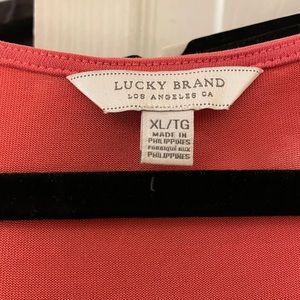 LUCKY BRAND
LOS ANGELES CA
XL/TG
MADE IN
PHILIPPINES
FABRIQUÉ AUX
PHILIPPINES